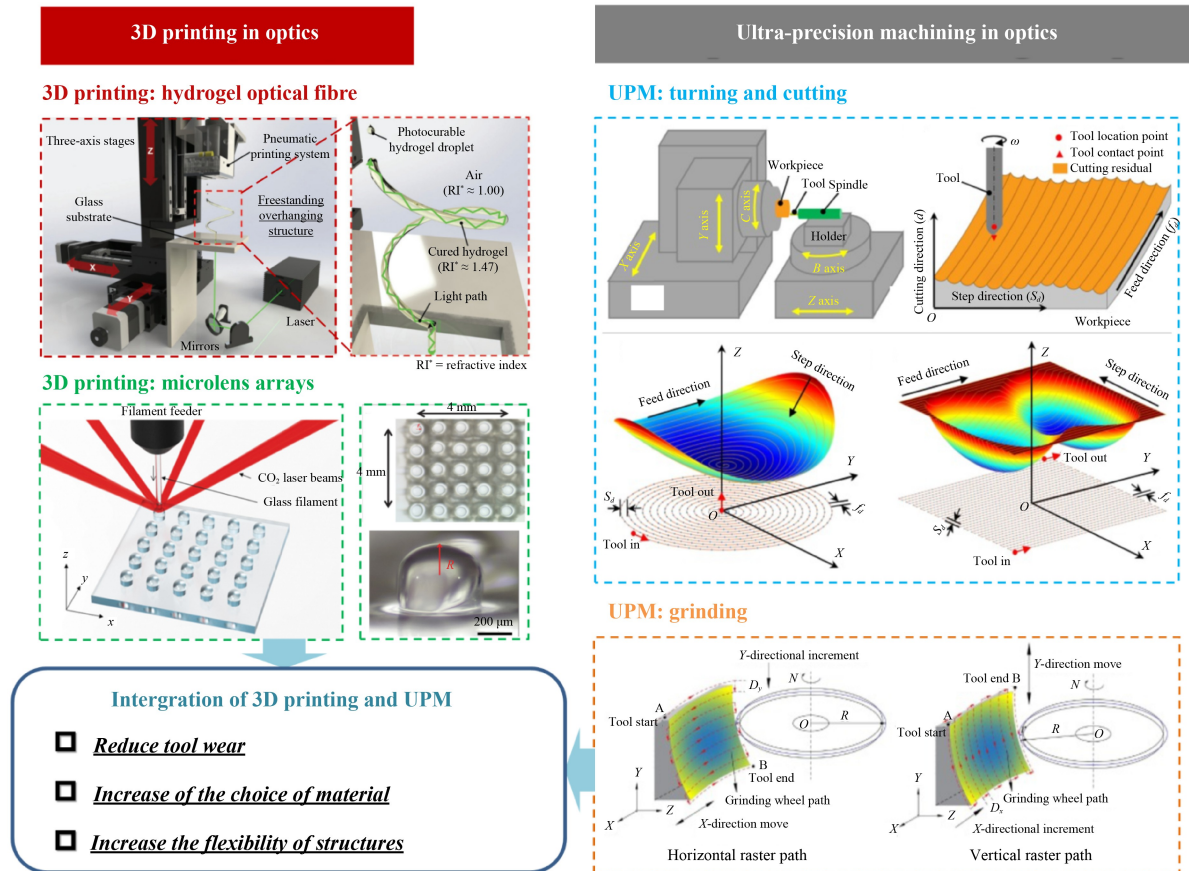 3D printing in optics
3D printing: hydrogel optical fibre
Three-axis stages
Z
Pneumatic
printing system
Glass
substrate
Freestanding
overhanging
structure
X
Y
Laser
Mirrors
Photocurable
hydrogel droplet
Air
(RI* ≈ 1.00)
Cured hydrogel
(RI* ≈ 1.47)
Light path
RI* = refractive index
3D printing: microlens arrays
Filament feeder
CO₂ laser beams
Glass filament
z
y
x
4 mm
4 mm
R
200 μm
Intergration of 3D printing and UPM
Reduce tool wear
Increase of the choice of material
Increase the flexibility of structures
Ultra-precision machining in optics
UPM: turning and cutting
Workpiece
Tool
Spindle
X axis
Y axis
C axis
Holder
B axis
Z axis
ω
Tool
Tool location point
Tool contact point
Cutting residual
Cutting direction (d)
Feed direction (fd)
Step direction (Sd)
O
Workpiece
Z
Feed direction
Step direction
Y
Tool out
Sd
O
fd
Tool in
X
Z
Feed direction
Step direction
Tool out
Y
fd
Sd
O
Tool in
X
UPM: grinding
Y-directional increment
Dy
N
A
Tool start
O
R
B
Tool end
Y
Grinding wheel path
Z
X
X-direction move
Horizontal raster path
Y-direction move
Tool end B
N
A
Tool start
R
O
Y
Grinding wheel path
Dx
Z
X
X-directional increment
Vertical raster path